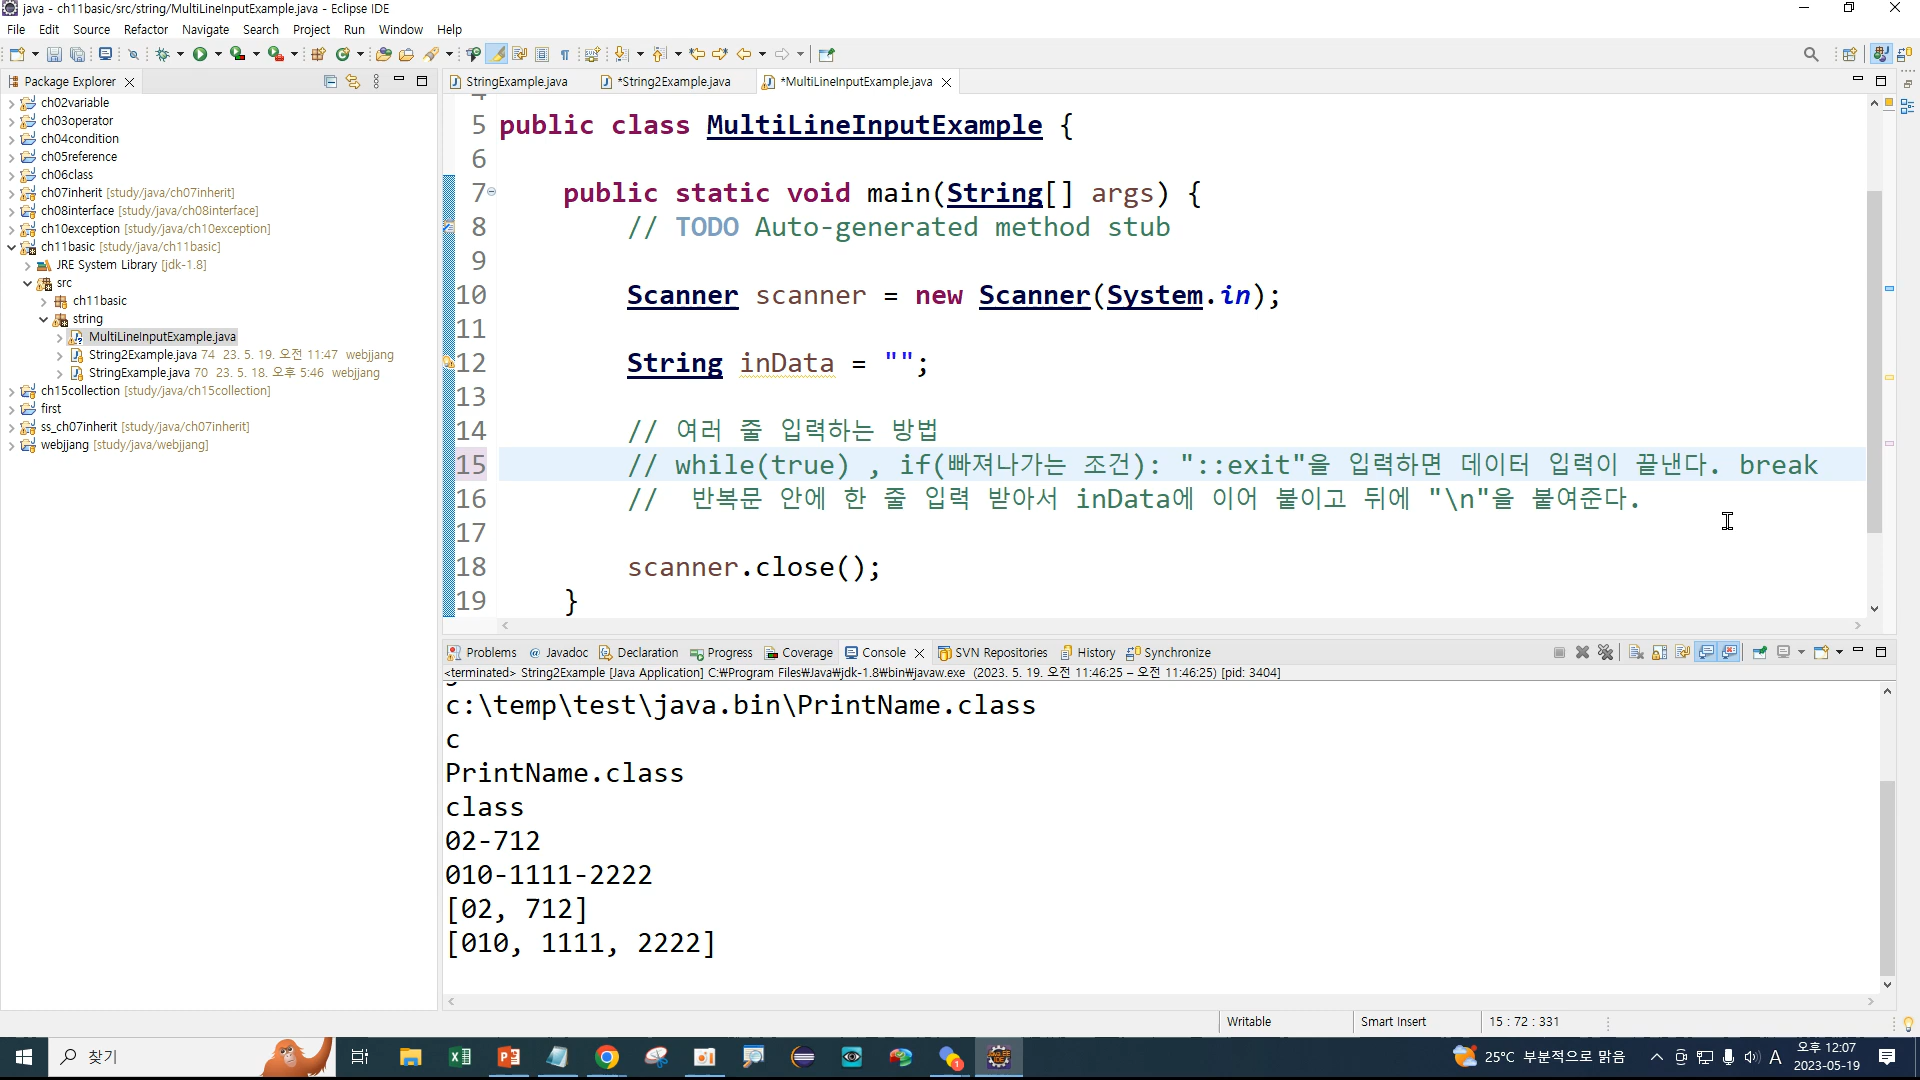 java - ch11basic/src/string/MultiLineInputExample.java - Eclipse IDE
File Edit Source Refactor Navigate Search Project Run Window Help
Package Explorer
StringExample.java *String2Example.java *MultiLineInputExample.java
ch02variable
ch03operator
ch04condition
ch05reference
ch06class
ch07inherit [study/java/ch07inherit]
ch08interface [study/java/ch08interface]
ch10exception [study/java/ch10exception]
ch11basic [study/java/ch11basic]
JRE System Library [jdk-1.8]
src
ch11basic
string
MultiLineInputExample.java
String2Example.java 74 23. 5. 19. 오전 11:47 webjjang
StringExample.java 70 23. 5. 18. 오후 5:46 webjjang
ch15collection [study/java/ch15collection]
first
ss_ch07inherit [study/java/ch07inherit]
webjjang [study/java/webjjang]
5 public class MultiLineInputExample {
6
7 public static void main(String[] args) {
8 // TODO Auto-generated method stub
9
10 Scanner scanner = new Scanner(System.in);
11
12 String inData = "";
13
14 // 여러 줄 입력하는 방법
15 // while(true) , if(빠져나가는 조건): "::exit"을 입력하면 데이터 입력이 끝낸다. break
16 // 반복문 안에 한 줄 입력 받아서 inData에 이어 붙이고 뒤에 "\n"을 붙여준다.
17
18 scanner.close();
19 }
Problems Javadoc Declaration Progress Coverage Console SVN Repositories History Synchronize
<terminated> String2Example [Java Application] C:₩Program Files₩Java₩jdk-1.8₩bin₩javaw.exe (2023. 5. 19. 오전 11:46:25 – 오전 11:46:25) [pid: 3404]
c:\temp\test\java.bin\PrintName.class
c
PrintName.class
class
02-712
010-1111-2222
[02, 712]
[010, 1111, 2222]
Writable Smart Insert 15 : 72 : 331
찾기
25°C 부분적으로 맑음
A
오후 12:07
2023-05-19